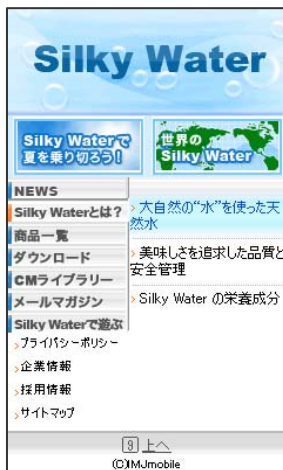 Silky Water
Silky Waterで
夏を乗り切ろう!
世界の
Silky Water
NEWS
Silky Waterとは?
商品一覧
ダウンロード
CMライブラリー
メールマガジン
Silky Waterで遊ぶ
大自然の“水”を使った天
然水
美味しさを追求した品質と
安全管理
Silky Water の栄養成分
プライバシーポリシー
企業情報
採用情報
サイトマップ
9 上へ
(C)IMJmobile